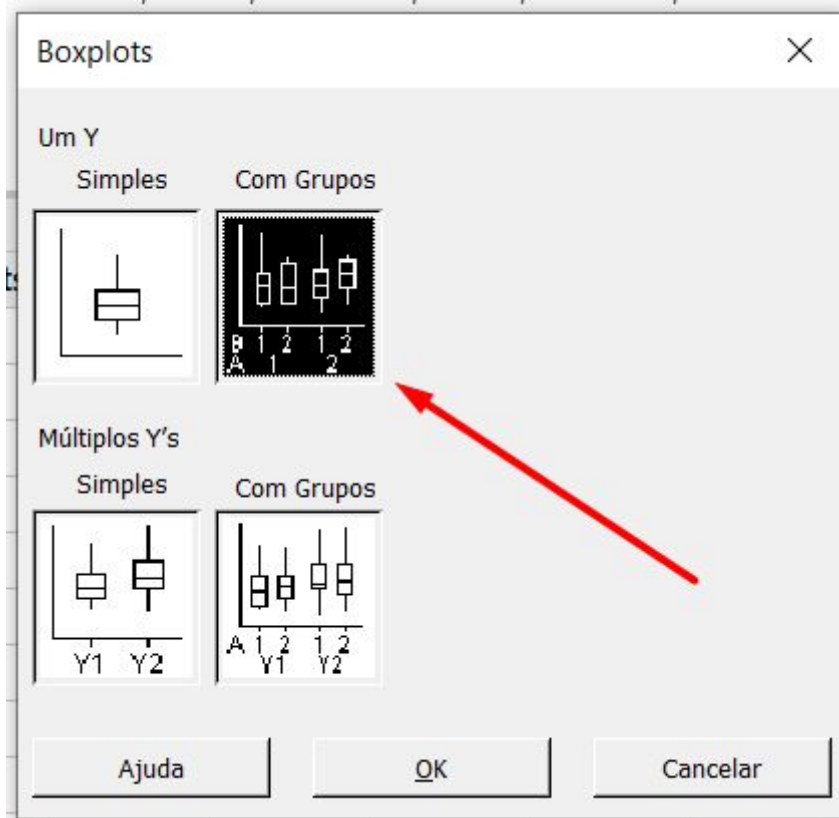 Boxplots
Um Y
Simples Com Grupos
B 1 2 1 2
A 1 2
Múltiplos Y's
Simples Com Grupos
Y1 Y2
A 1 2 1 2
Y1 Y2
Ajuda OK Cancelar